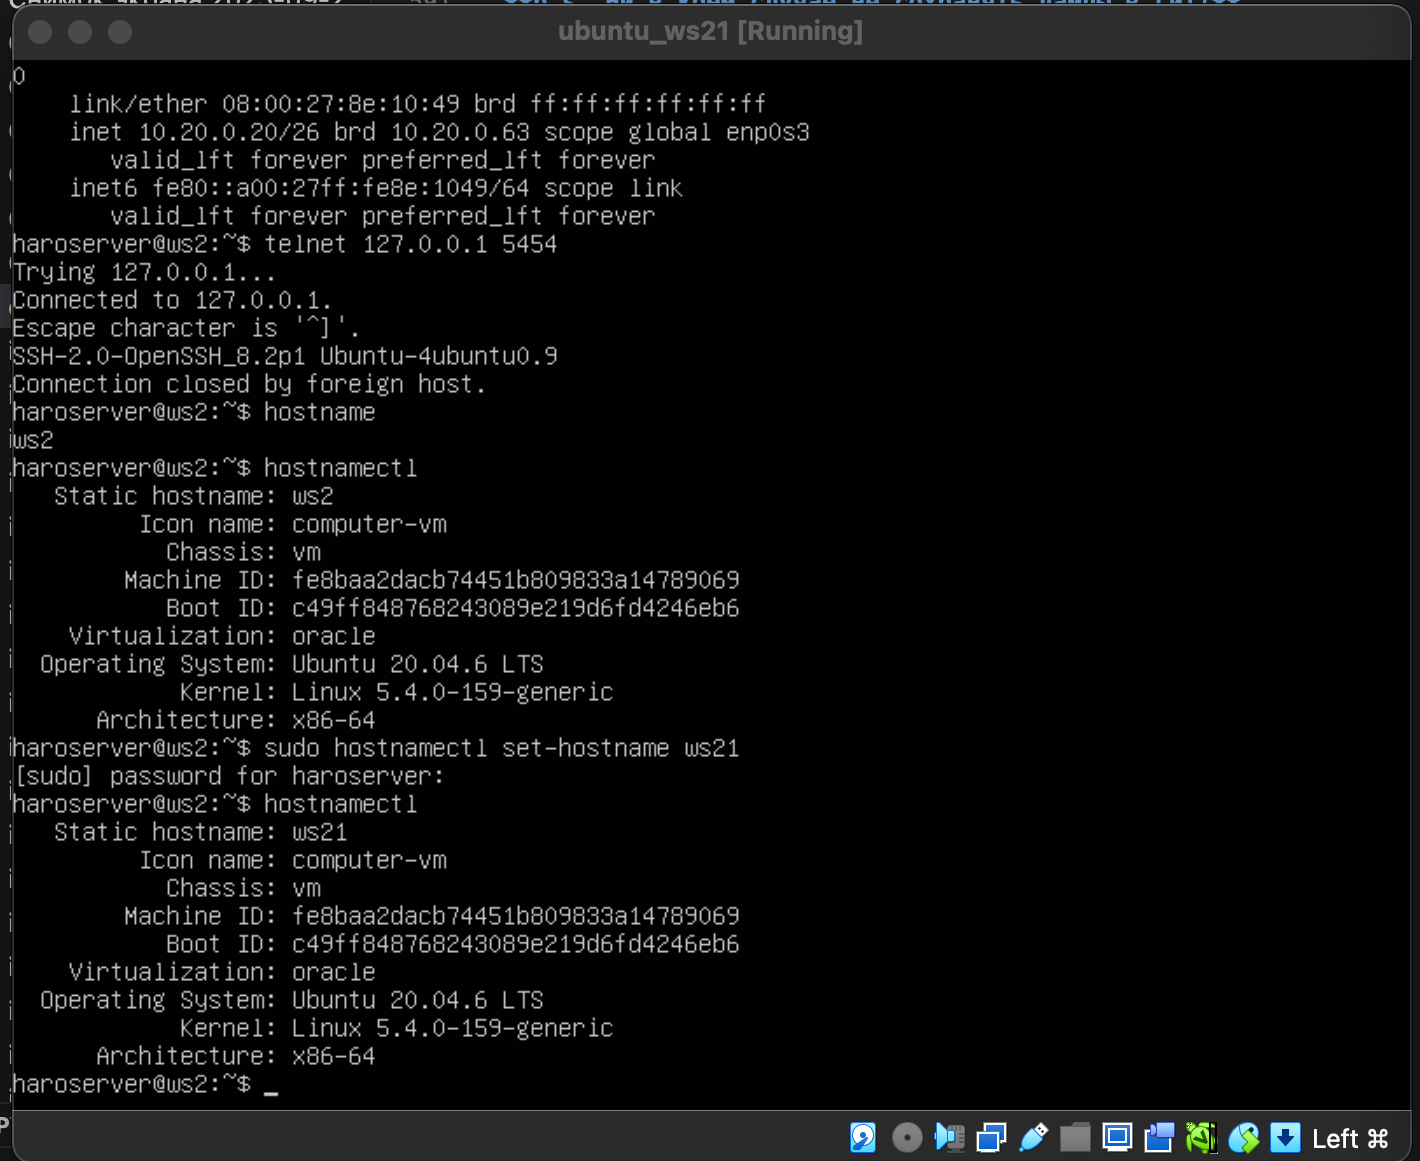 ubuntu_ws21 [Running]
0
link/ether 08:00:27:8e:10:49 brd ff:ff:ff:ff:ff:ff
inet 10.20.0.20/26 brd 10.20.0.63 scope global enp0s3
valid_lft forever preferred_lft forever
inet6 fe80::a00:27ff:fe8e:1049/64 scope link
valid_lft forever preferred_lft forever
haroserver@ws2:~$ telnet 127.0.0.1 5454
Trying 127.0.0.1...
Connected to 127.0.0.1.
Escape character is '^]'.
SSH-2.0-OpenSSH_8.2p1 Ubuntu-4ubuntu0.9
Connection closed by foreign host.
haroserver@ws2:~$ hostname
ws2
haroserver@ws2:~$ hostnamectl
Static hostname: ws2
Icon name: computer-vm
Chassis: vm
Machine ID: fe8baa2dacb74451b809833a14789069
Boot ID: c49ff848768243089e219d6fd4246eb6
Virtualization: oracle
Operating System: Ubuntu 20.04.6 LTS
Kernel: Linux 5.4.0-159-generic
Architecture: x86-64
haroserver@ws2:~$ sudo hostnamectl set-hostname ws21
[sudo] password for haroserver:
haroserver@ws2:~$ hostnamectl
Static hostname: ws21
Icon name: computer-vm
Chassis: vm
Machine ID: fe8baa2dacb74451b809833a14789069
Boot ID: c49ff848768243089e219d6fd4246eb6
Virtualization: oracle
Operating System: Ubuntu 20.04.6 LTS
Kernel: Linux 5.4.0-159-generic
Architecture: x86-64
haroserver@ws2:~$ _
Left ⌘